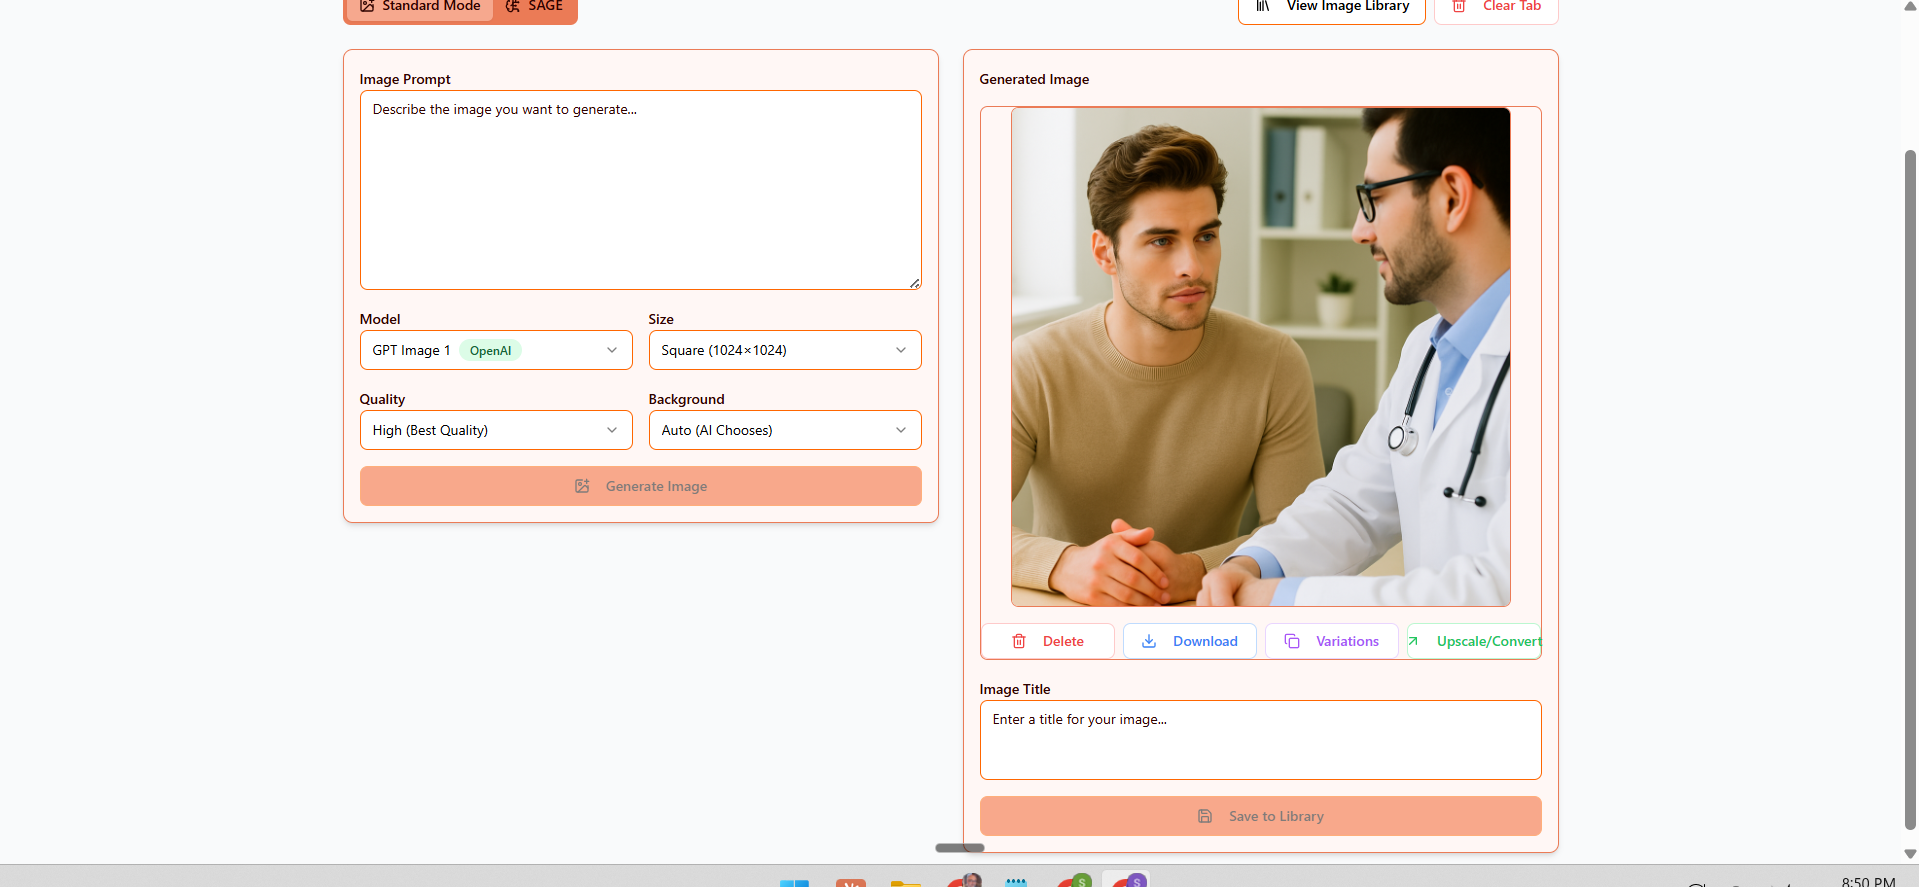 Standard Mode
SAGE
View Image Library
Clear Tab
Image Prompt
Describe the image you want to generate...
Model
Size
GPT Image 1 OpenAI
Square (1024×1024)
Quality
Background
High (Best Quality)
Auto (AI Chooses)
Generate Image
Generated Image
Delete
Download
Variations
Upscale/Convert
Image Title
Enter a title for your image...
Save to Library
S
S
8:50 PM